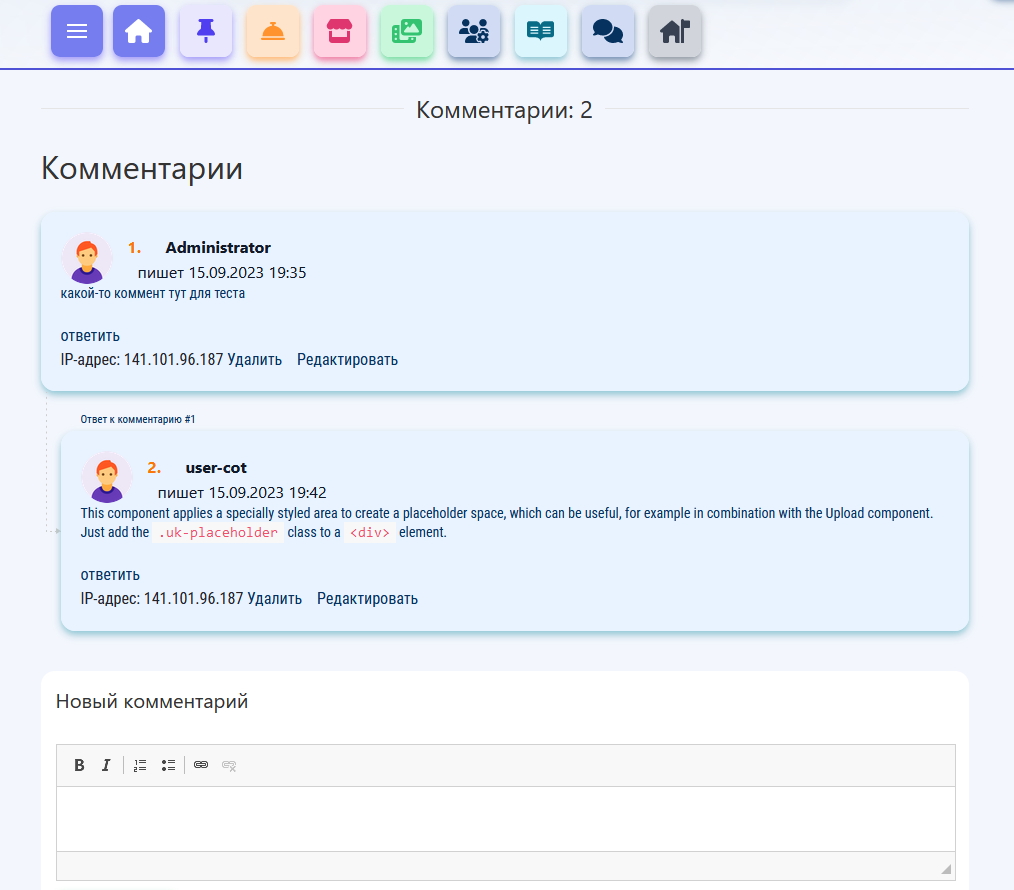 Комментарии: 2
Комментарии
1. Administrator
пишет 15.09.2023 19:35
какой-то коммент тут для теста
ответить
IP-адрес: 141.101.96.187 Удалить Редактировать
Ответ к комментарию #1
2. user-cot
пишет 15.09.2023 19:42
This component applies a specially styled area to create a placeholder space, which can be useful, for example in combination with the Upload component.
Just add the .uk-placeholder class to a <div> element.
ответить
IP-адрес: 141.101.96.187 Удалить Редактировать
Новый комментарий
B I